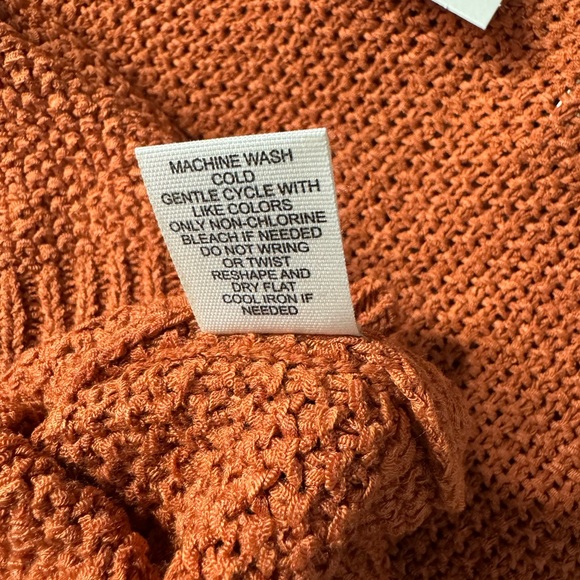 MACHINE WASH
COLD
GENTLE CYCLE WITH
LIKE COLORS
ONLY NON-CHLORINE
BLEACH IF NEEDED
DO NOT WRING
OR TWIST
RESHAPE AND
DRY FLAT
COOL IRON IF
NEEDED